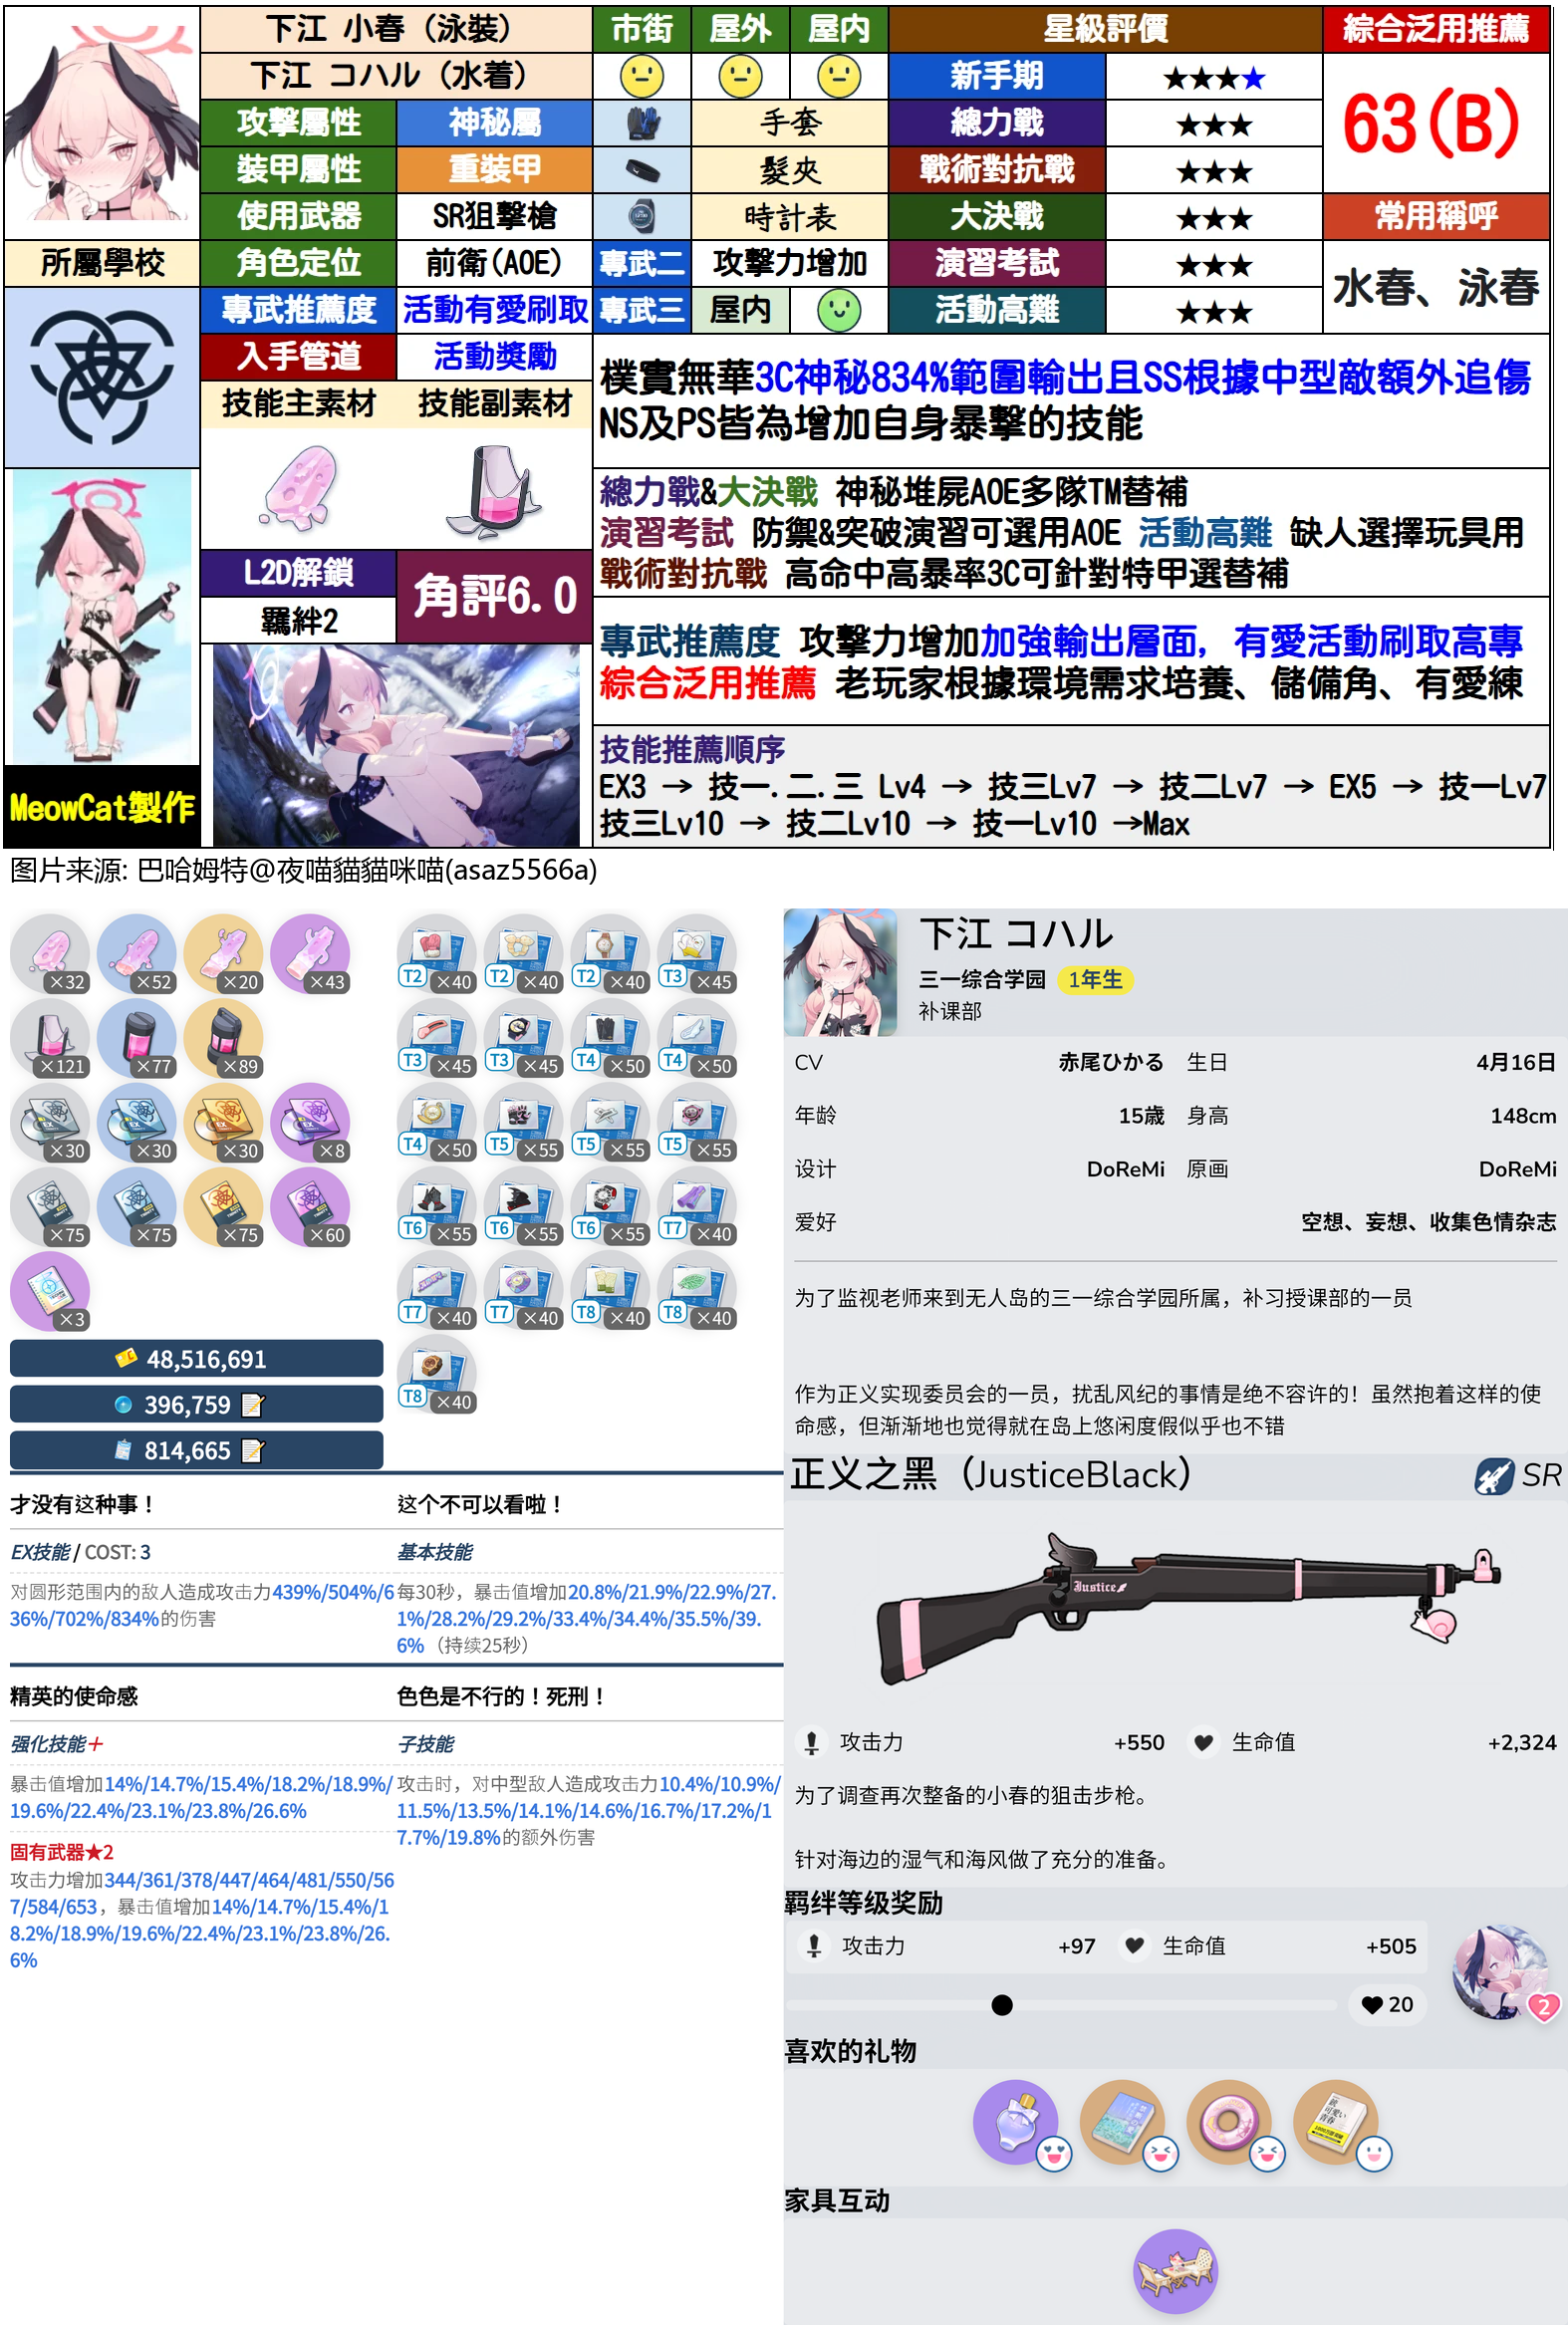 下江 小春（泳裝）
市街 屋外 屋内 星級評價 綜合泛用推薦
下江 コハル（水着）
新手期 ★★★★
63(B)
攻擊屬性 神秘屬 手套 總力戰 ★★★
裝甲屬性 重裝甲 髮夾 戰術對抗戰 ★★★
使用武器 SR狙擊槍 時計表 大決戰 ★★★ 常用稱呼
所屬學校 角色定位 前衛(AOE) 專武二 攻擊力增加 演習考試 ★★★
水春、泳春
專武推薦度 活動有愛刷取 專武三 屋内 活動高難 ★★★
入手管道 活動獎勵
技能主素材 技能副素材
樸實無華3C神秘834%範圍輸出且SS根據中型敵額外追傷
NS及PS皆為增加自身暴擊的技能
總力戰&大決戰 神秘堆屍AOE多隊TM替補
演習考試 防禦&突破演習可選用AOE 活動高難 缺人選擇玩具用
戰術對抗戰 高命中高暴率3C可針對特甲選替補
L2D解鎖 角評6.0
羈絆2
專武推薦度 攻擊力增加加強輸出層面, 有愛活動刷取高專
綜合泛用推薦 老玩家根據環境需求培養、儲備角、有愛練
技能推薦順序
EX3 → 技一.二.三 Lv4 → 技三Lv7 → 技二Lv7 → EX5 → 技一Lv7
技三Lv10 → 技二Lv10 → 技一Lv10 →Max
MeowCat製作
图片来源: 巴哈姆特@夜喵貓貓咪喵(asaz5566a)
×32 ×52 ×20 ×43
×121 ×77 ×89
×30 ×30 ×30 ×8
×75 ×75 ×75 ×60
×3
48,516,691
396,759
814,665
T2 ×40 T2 ×40 T2 ×40 T3 ×45
T3 ×45 T3 ×45 T4 ×50 T4 ×50
T4 ×50 T5 ×55 T5 ×55 T5 ×55
T6 ×55 T6 ×55 T6 ×55 T7 ×40
T7 ×40 T7 ×40 T8 ×40 T8 ×40
T8 ×40
才没有这种事！
EX技能 / COST: 3
对圆形范围内的敌人造成攻击力439%/504%/6
36%/702%/834%的伤害
这个不可以看啦！
基本技能
每30秒，暴击值增加20.8%/21.9%/22.9%/27.
1%/28.2%/29.2%/33.4%/34.4%/35.5%/39.
6%（持续25秒）
精英的使命感
强化技能＋
暴击值增加14%/14.7%/15.4%/18.2%/18.9%/
19.6%/22.4%/23.1%/23.8%/26.6%
固有武器★2
攻击力增加344/361/378/447/464/481/550/56
7/584/653，暴击值增加14%/14.7%/15.4%/1
8.2%/18.9%/19.6%/22.4%/23.1%/23.8%/26.
6%
色色是不行的！死刑！
子技能
攻击时，对中型敌人造成攻击力10.4%/10.9%/
11.5%/13.5%/14.1%/14.6%/16.7%/17.2%/1
7.7%/19.8%的额外伤害
下江 コハル
三一综合学园 1年生
补课部
CV 赤尾ひかる 生日 4月16日
年龄 15歳 身高 148cm
设计 DoReMi 原画 DoReMi
爱好 空想、妄想、收集色情杂志
为了监视老师来到无人岛的三一综合学园所属，补习授课部的一员
作为正义实现委员会的一员，扰乱风纪的事情是绝不容许的！虽然抱着这样的使
命感，但渐渐地也觉得就在岛上悠闲度假似乎也不错
正义之黑（JusticeBlack） SR
Justice
攻击力 +550 生命值 +2,324
为了调查再次整备的小春的狙击步枪。
针对海边的湿气和海风做了充分的准备。
羁绊等级奖励
攻击力 +97 生命值 +505
20
2
喜欢的礼物
家具互动